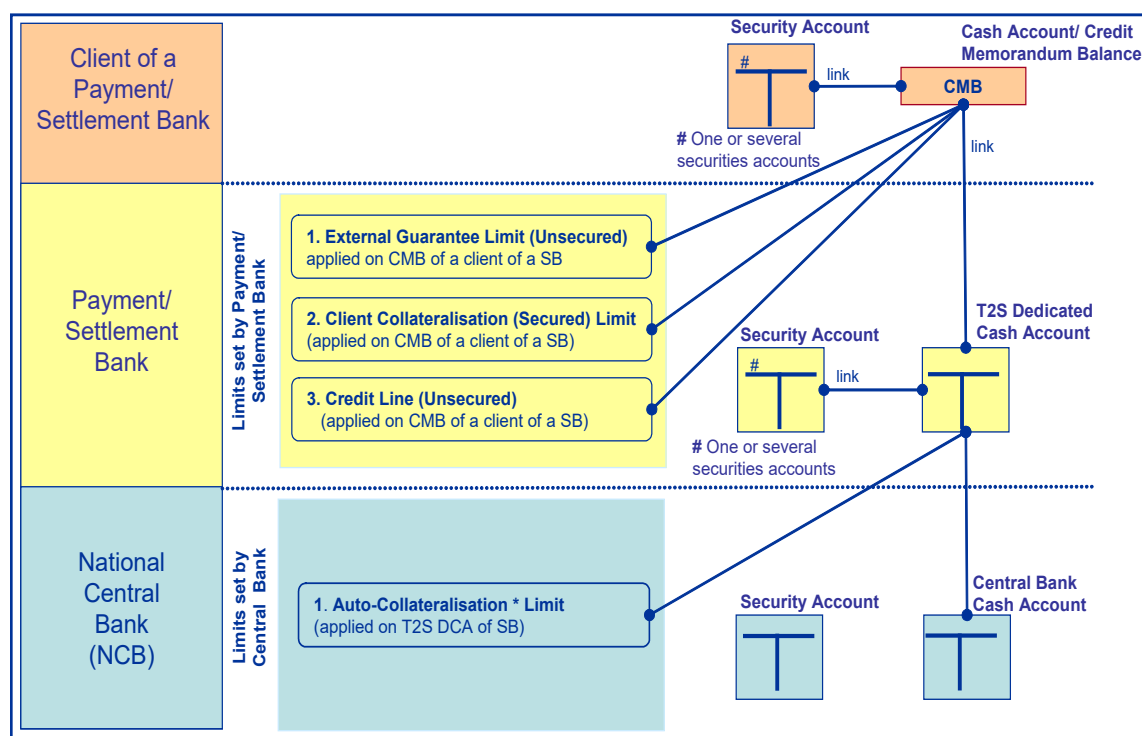 Client of a
Payment/
Settlement Bank
Security Account
#
link
# One or several
securities accounts
Cash Account/ Credit
Memorandum Balance
CMB
link
Payment/
Settlement
Bank
Limits set by Payment/
Settlement Bank
1. External Guarantee Limit (Unsecured)
applied on CMB of a client of a SB
2. Client Collateralisation (Secured) Limit
(applied on CMB of a client of a SB)
3. Credit Line (Unsecured)
(applied on CMB of a client of a SB)
Security Account
#
link
# One or several
securities accounts
T2S Dedicated
Cash Account
National
Central
Bank
(NCB)
Limits set by
Central Bank
1. Auto-Collateralisation * Limit
(applied on T2S DCA of SB)
Security Account
Central Bank
Cash Account